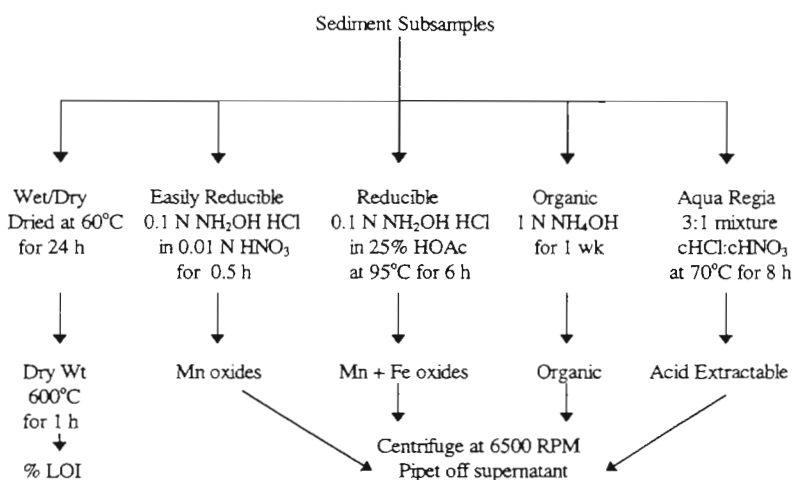 Sediment Subsamples
Wet/Dry
Dried at 60°C
for 24 h
Easily Reducible
0.1 N NH₂OH HCl
in 0.01 N HNO₃
for 0.5 h
Reducible
0.1 N NH₂OH HCl
in 25% HOAc
at 95°C for 6 h
Organic
1 N NH₄OH
for 1 wk
Aqua Regia
3:1 mixture
cHCl:cHNO₃
at 70°C for 8 h
Dry Wt
600°C
for 1 h
% LOI
Mn oxides
Mn + Fe oxides
Organic
Acid Extractable
Centrifuge at 6500 RPM
Pipet off supernatant